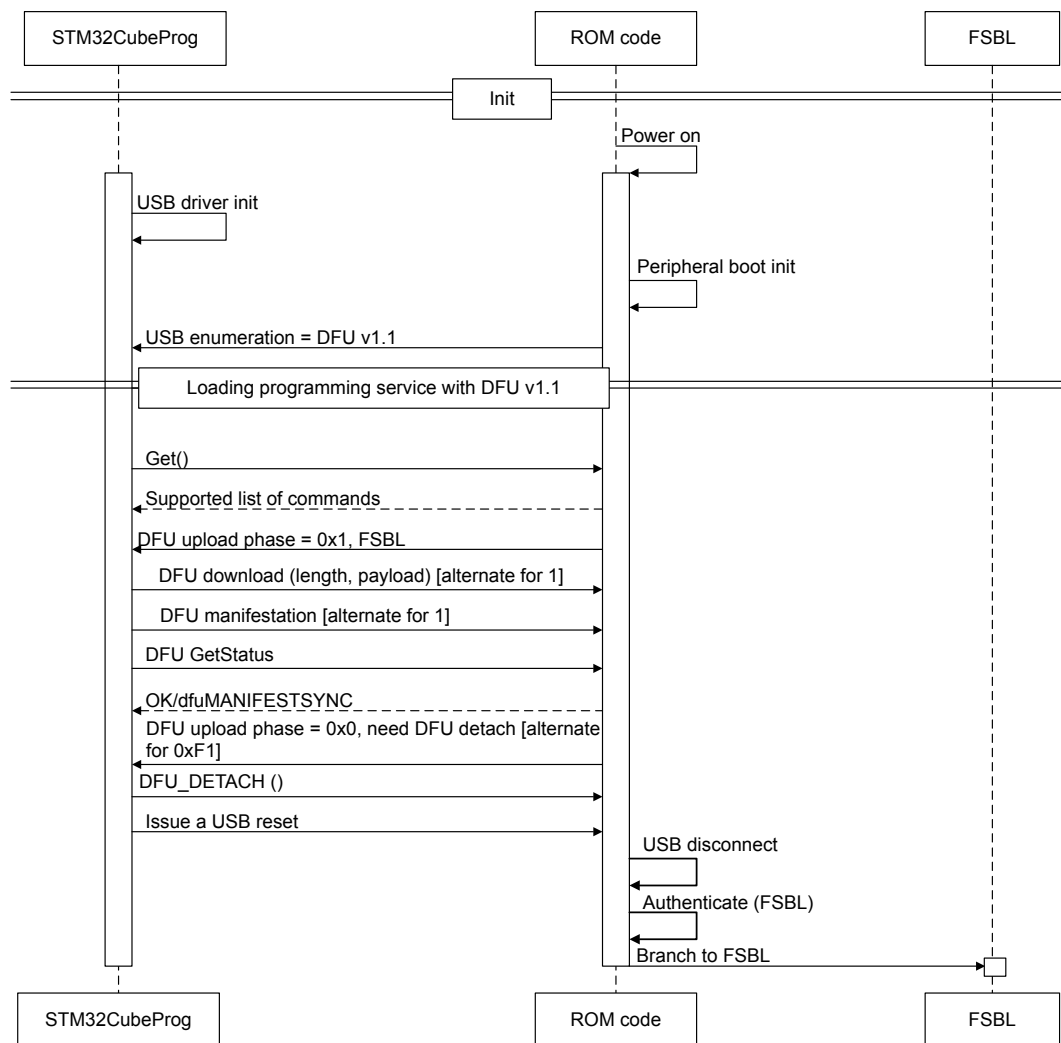 STM32CubeProg
ROM code
FSBL
Init
Power on
USB driver init
Peripheral boot init
USB enumeration = DFU v1.1
Loading programming service with DFU v1.1
Get()
Supported list of commands
DFU upload phase = 0x1, FSBL
DFU download (length, payload) [alternate for 1]
DFU manifestation [alternate for 1]
DFU GetStatus
OK/dfuMANIFESTSYNC
DFU upload phase = 0x0, need DFU detach [alternate
for 0xF1]
DFU_DETACH ()
Issue a USB reset
USB disconnect
Authenticate (FSBL)
Branch to FSBL
STM32CubeProg
ROM code
FSBL